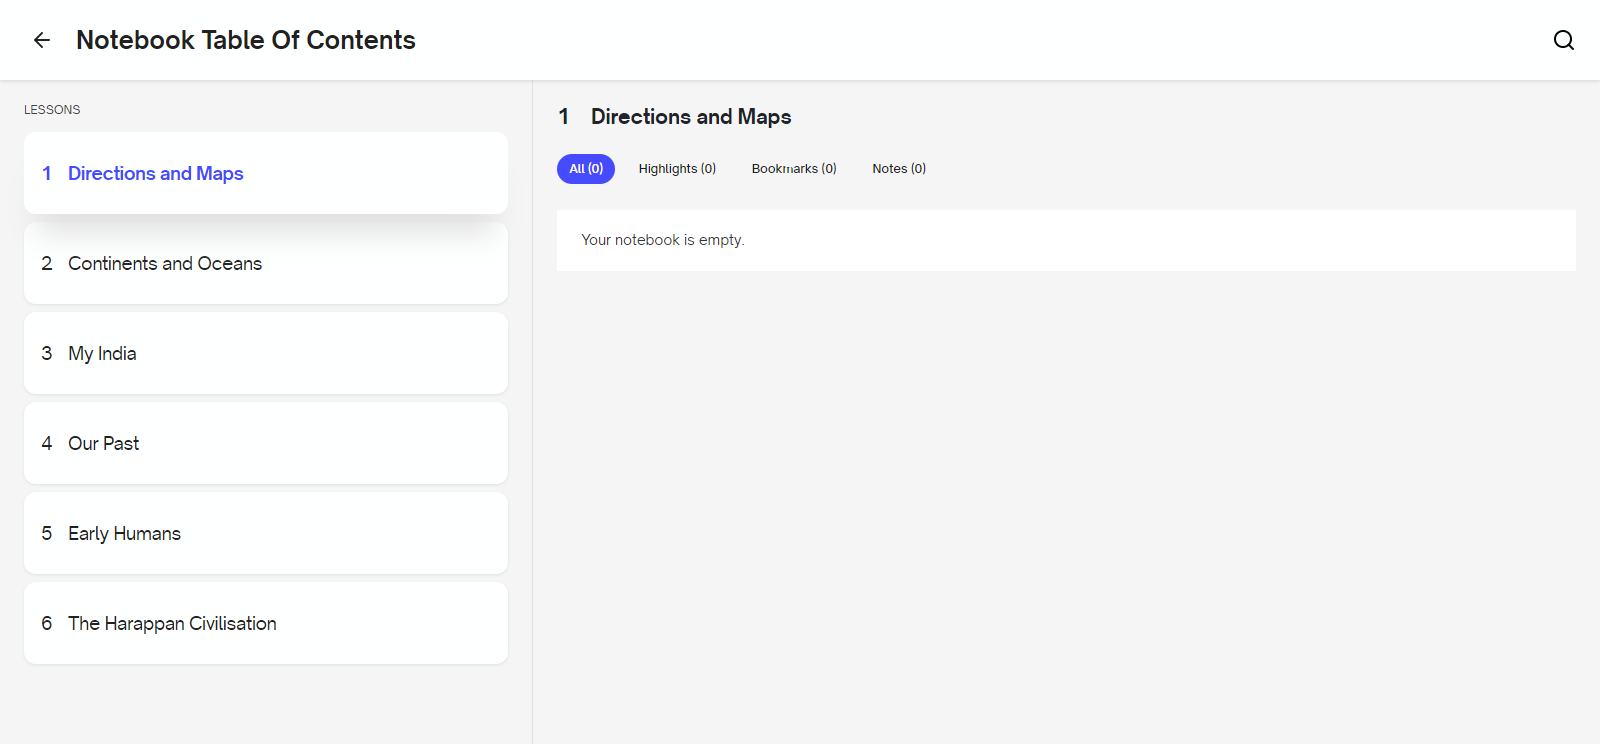 Notebook Table Of Contents
LESSONS
1 Directions and Maps
2 Continents and Oceans
3 My India
4 Our Past
5 Early Humans
6 The Harappan Civilisation
1 Directions and Maps
All (0) Highlights (0) Bookmarks (0) Notes (0)
Your notebook is empty.